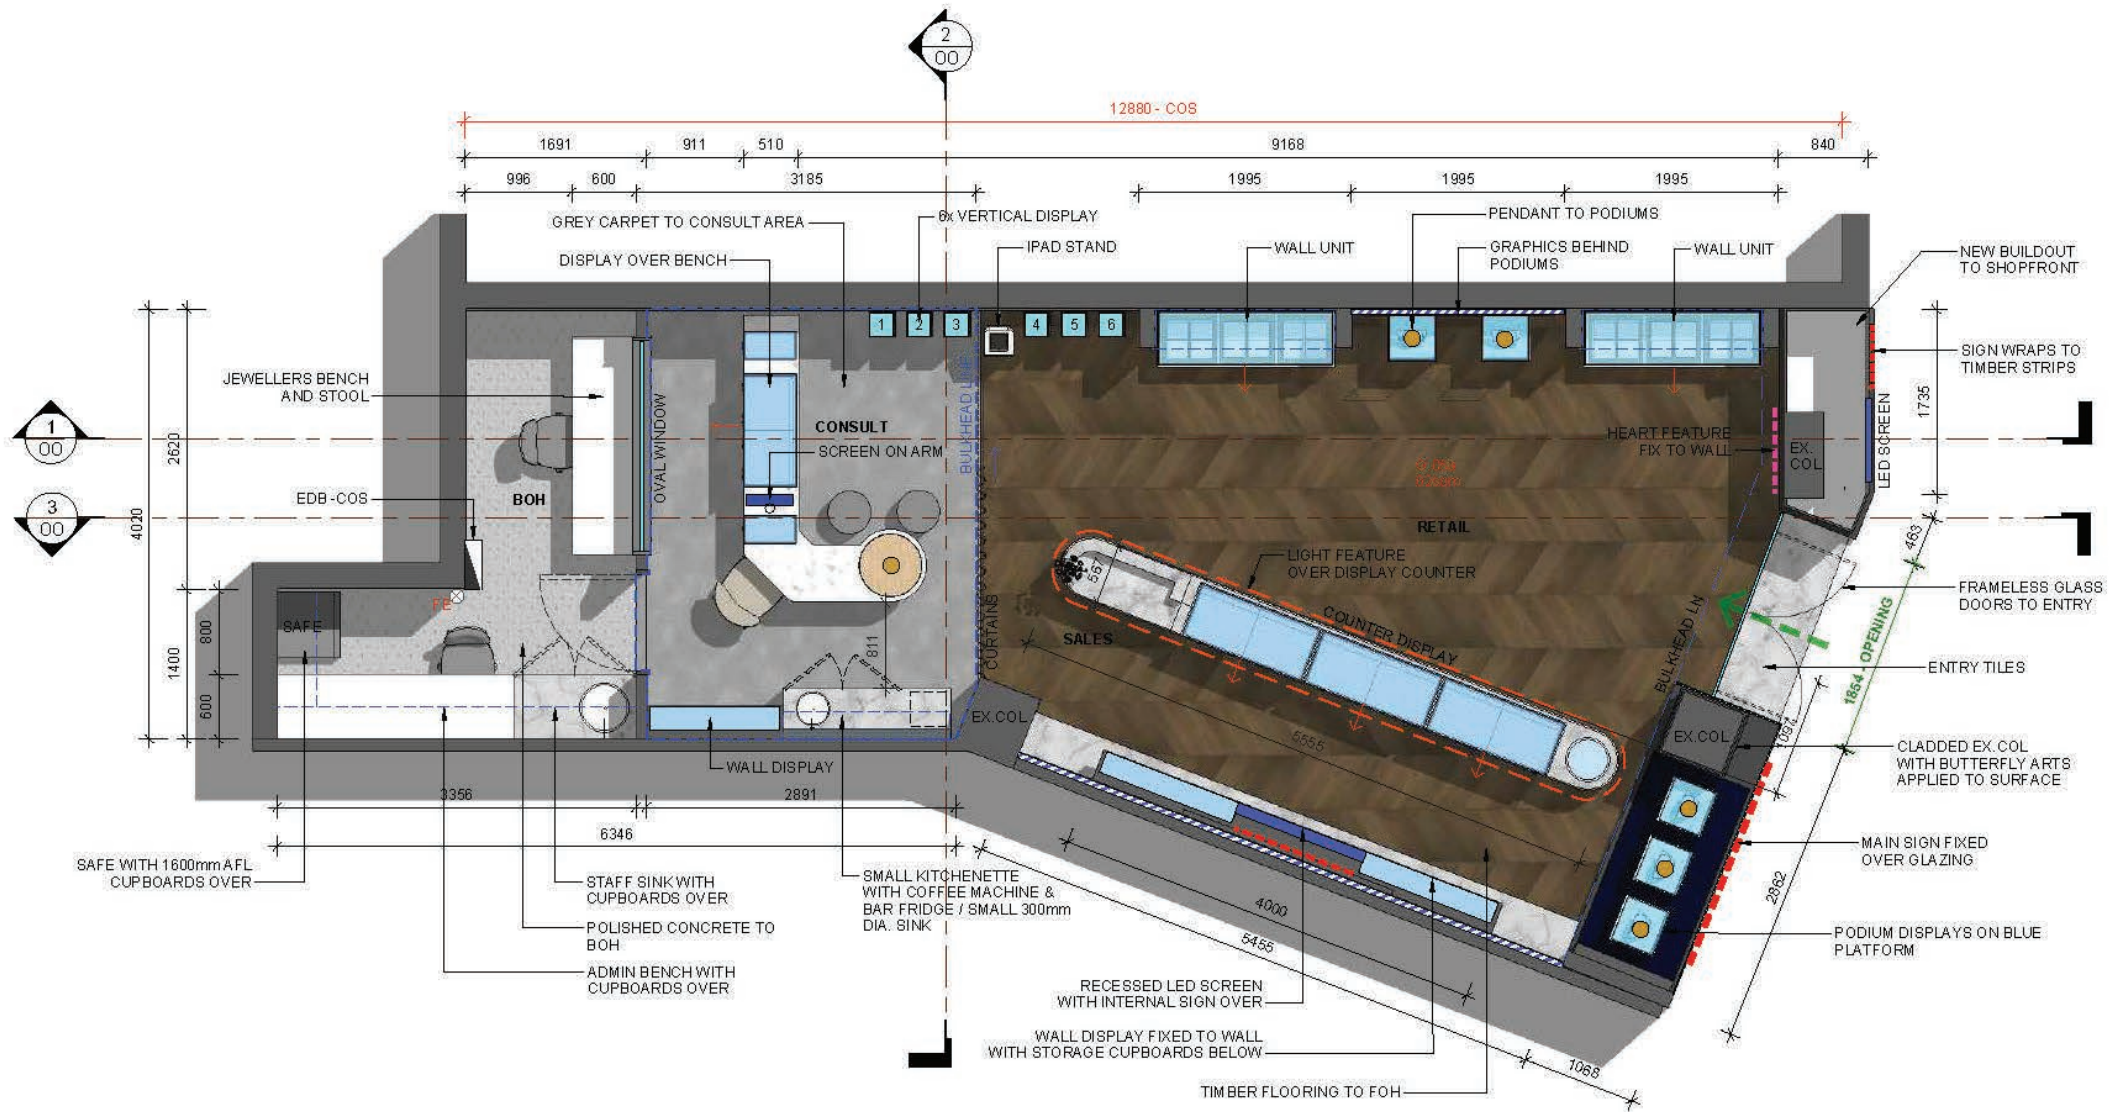 2
00
12880 - COS
1691
911
510
9168
840
996
600
3185
1995
1995
1995
GREY CARPET TO CONSULT AREA
6x VERTICAL DISPLAY
PENDANT TO PODIUMS
DISPLAY OVER BENCH
IPAD STAND
WALL UNIT
GRAPHICS BEHIND
PODIUMS
WALL UNIT
NEW BUILDOUT
TO SHOPFRONT
1
2
3
4
5
6
SIGN WRAPS TO
TIMBER STRIPS
JEWELLERS BENCH
AND STOOL
OVAL WINDOW
CONSULT
SCREEN ON ARM
BULKHEAD LINE
HEART FEATURE
FIX TO WALL
EX.
COL
LED SCREEN
1735
1
00
3
00
2620
4020
EDB -COS
BOH
RETAIL
463
LIGHT FEATURE
OVER DISPLAY COUNTER
567
FRAMELESS GLASS
DOORS TO ENTRY
FE
SAFE
800
1400
600
811
CURTAINS
SALES
COUNTER DISPLAY
BULKHEAD LN
1854 - OPENING
ENTRY TILES
EX.COL
EX.COL
1097
5555
CLADDED EX.COL
WITH BUTTERFLY ARTS
APPLIED TO SURFACE
WALL DISPLAY
3356
2891
6346
MAIN SIGN FIXED
OVER GLAZING
2862
SAFE WITH 1600mm AFL
CUPBOARDS OVER
STAFF SINK WITH
CUPBOARDS OVER
SMALL KITCHENETTE
WITH COFFEE MACHINE &
BAR FRIDGE / SMALL 300mm
DIA. SINK
POLISHED CONCRETE TO
BOH
4000
5455
PODIUM DISPLAYS ON BLUE
PLATFORM
ADMIN BENCH WITH
CUPBOARDS OVER
RECESSED LED SCREEN
WITH INTERNAL SIGN OVER
WALL DISPLAY FIXED TO WALL
WITH STORAGE CUPBOARDS BELOW
1068
TIMBER FLOORING TO FOH